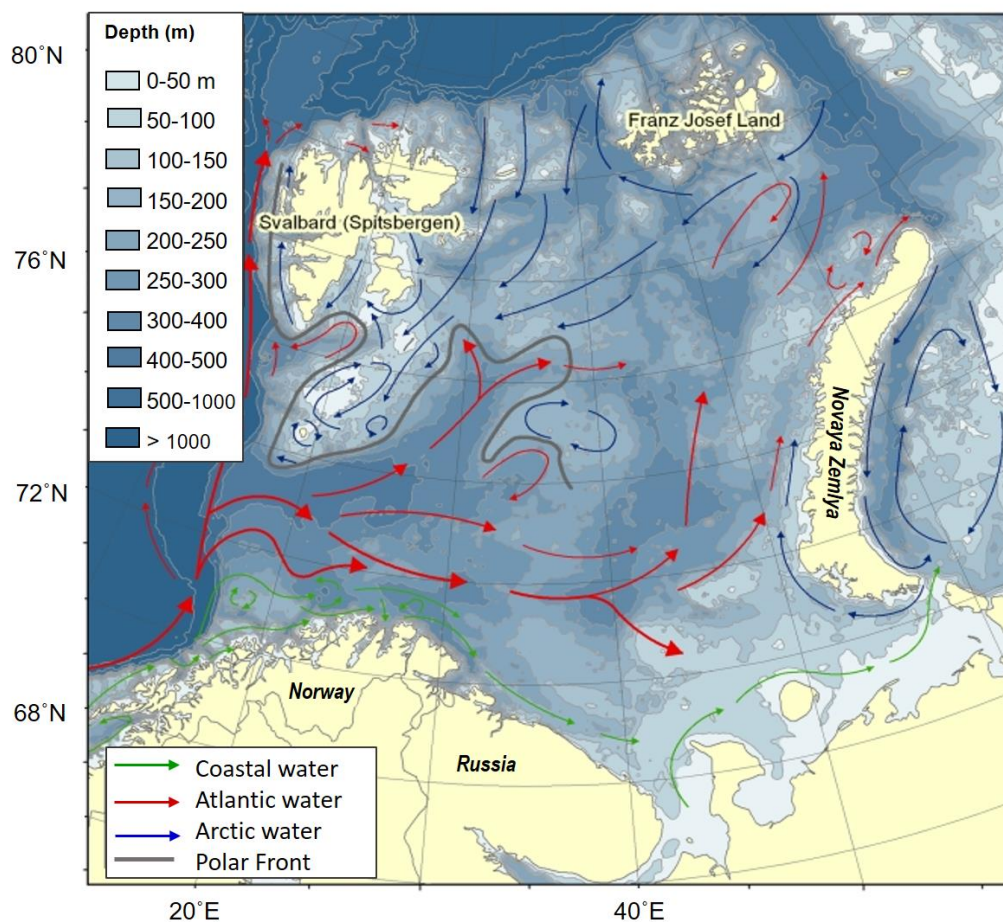 80°N
76°N
72°N
68°N
Depth (m)
0-50 m
50-100
100-150
150-200
200-250
250-300
300-400
400-500
500-1000
> 1000
Franz Josef Land
Svalbard (Spitsbergen)
Novaya Zemlya
Norway
Russia
Coastal water
Atlantic water
Arctic water
Polar Front
20°E
40°E